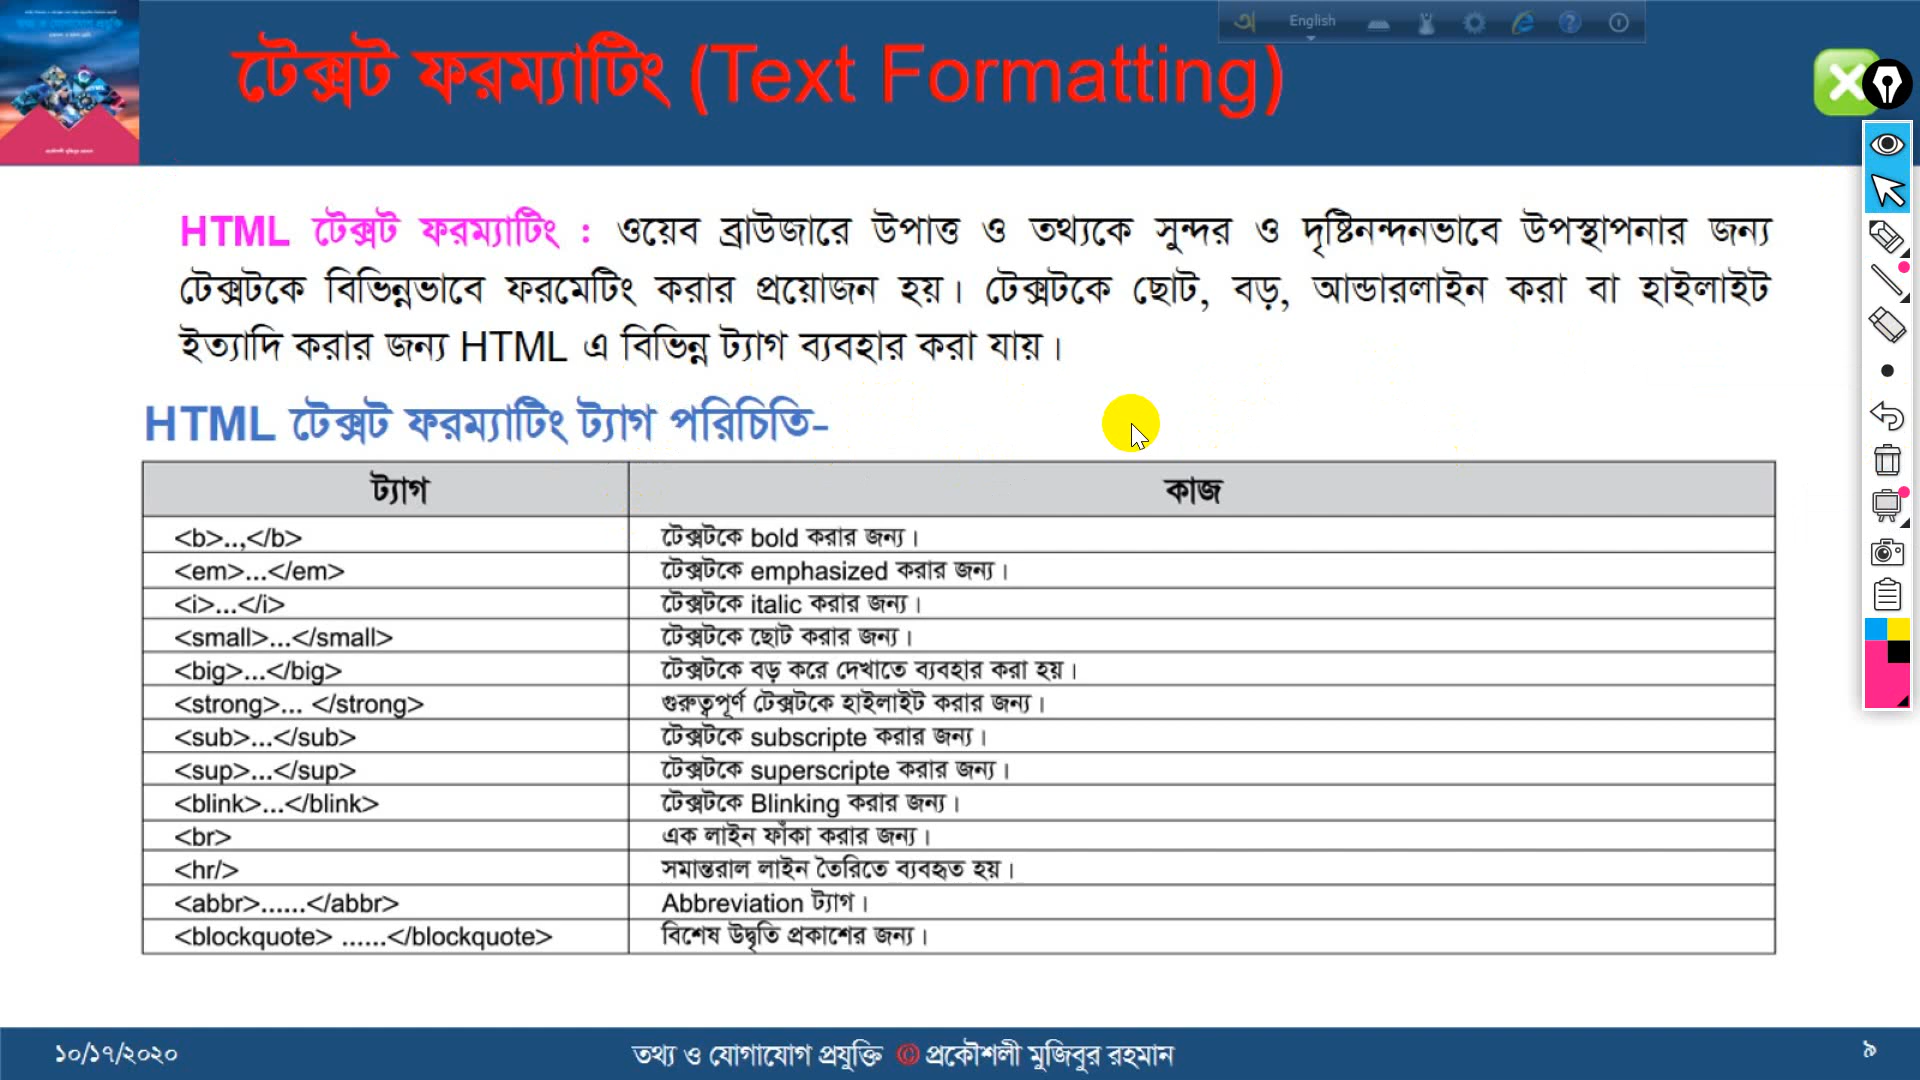 English
টেক্সট ফরম্যাটিং (Text Formatting)
HTML টেক্সট ফরম্যাটিং : ওয়েব ব্রাউজারে উপাত্ত ও তথ্যকে সুন্দর ও দৃষ্টিনন্দনভাবে উপস্থাপনার জন্য
টেক্সটকে বিভিন্নভাবে ফরমেটিং করার প্রয়োজন হয়। টেক্সটকে ছোট, বড়, আন্ডারলাইন করা বা হাইলাইট
ইত্যাদি করার জন্য HTML এ বিভিন্ন ট্যাগ ব্যবহার করা যায়।
HTML টেক্সট ফরম্যাটিং ট্যাগ পরিচিতি-
ট্যাগ কাজ
<b>..,</b> টেক্সটকে bold করার জন্য।
<em>...</em> টেক্সটকে emphasized করার জন্য।
<i>...</i> টেক্সটকে italic করার জন্য।
<small>...</small> টেক্সটকে ছোট করার জন্য।
<big>...</big> টেক্সটকে বড় করে দেখাতে ব্যবহার করা হয়।
<strong>... </strong> গুরুত্বপূর্ণ টেক্সটকে হাইলাইট করার জন্য।
<sub>...</sub> টেক্সটকে subscripte করার জন্য।
<sup>...</sup> টেক্সটকে superscripte করার জন্য।
<blink>...</blink> টেক্সটকে Blinking করার জন্য।
<br> এক লাইন ফাঁকা করার জন্য।
<hr/> সমান্তরাল লাইন তৈরিতে ব্যবহৃত হয়।
<abbr>......</abbr> Abbreviation ট্যাগ।
<blockquote> ......</blockquote> বিশেষ উদ্বৃতি প্রকাশের জন্য।
১০/১৭/২০২০ তথ্য ও যোগাযোগ প্রযুক্তি © প্রকৌশলী মুজিবুর রহমান ৯